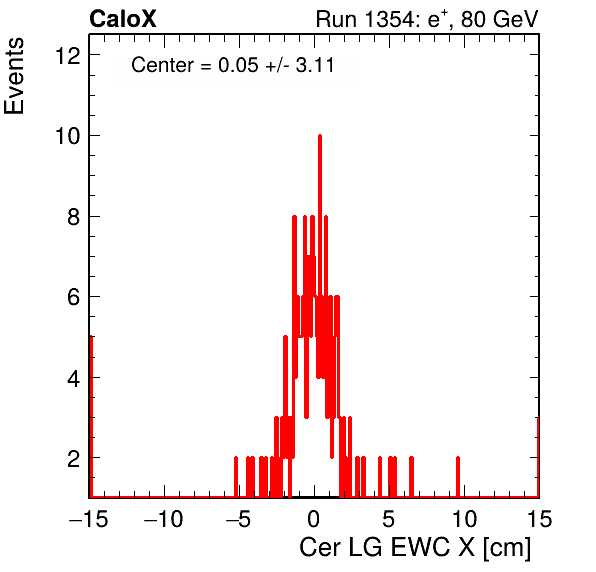 CaloX Run 1354: e⁺, 80 GeV
Events
Center = 0.05 +/- 3.11
12
10
8
6
4
2
−15 −10 −5 0 5 10 15
Cer LG EWC X [cm]